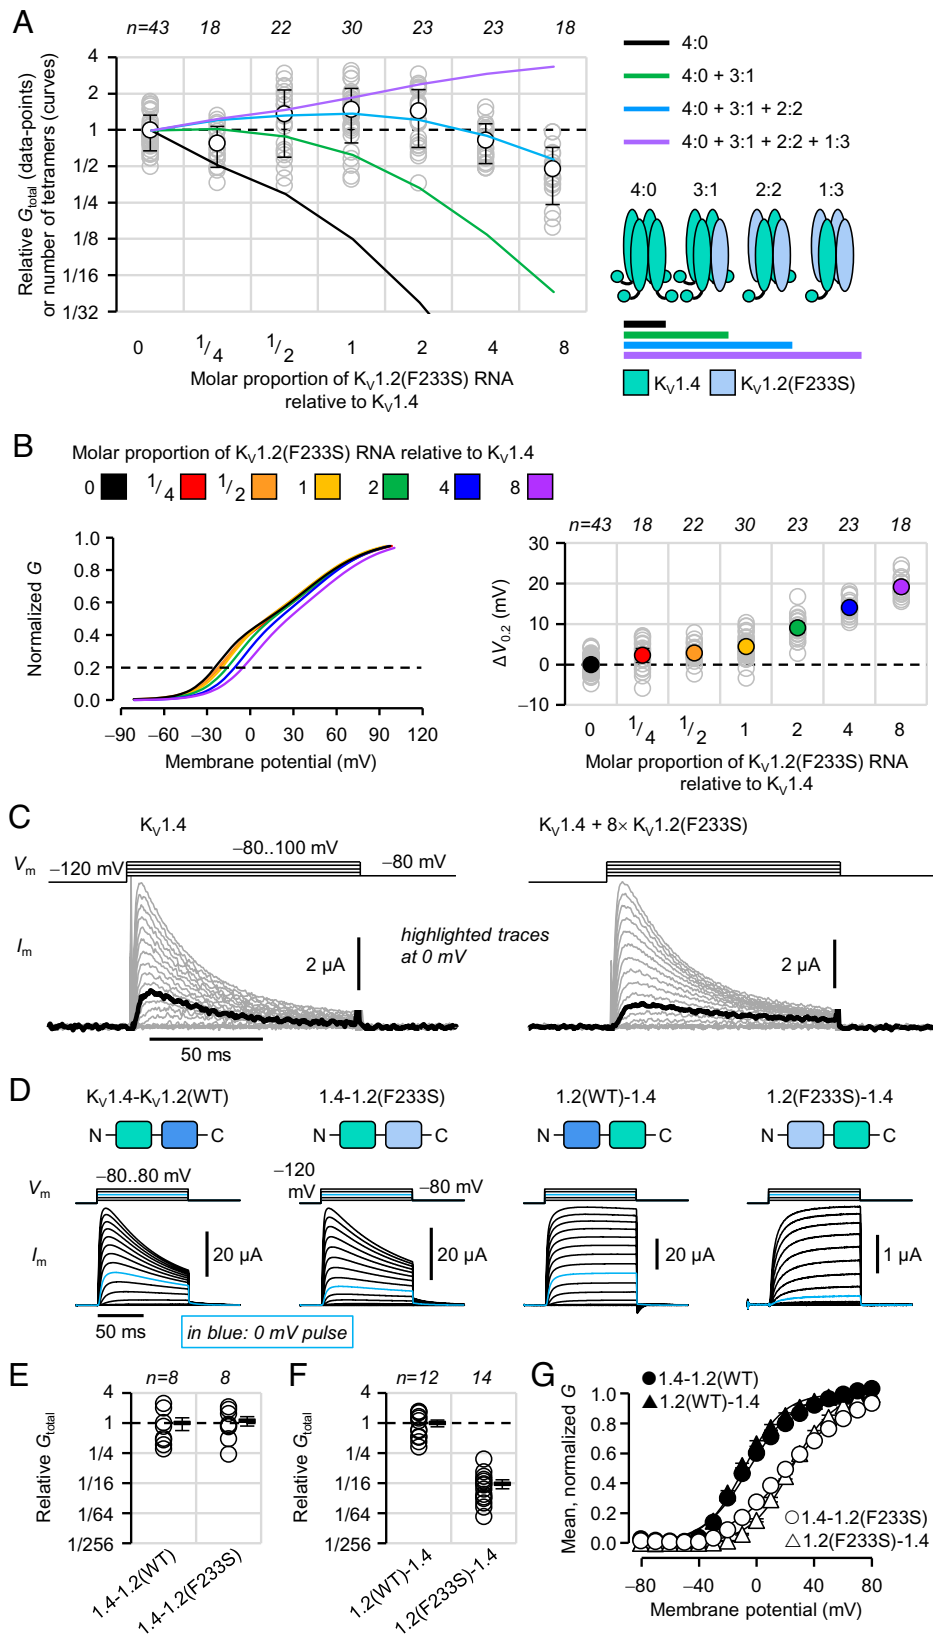 A
n=43 18 22 30 23 23 18
4
2
1
1/2
1/4
1/8
1/16
1/32
Relative Gtotal (data-points)
or number of tetramers (curves)
0 1/4 1/2 1 2 4 8
Molar proportion of KV1.2(F233S) RNA
relative to KV1.4
4:0
4:0 + 3:1
4:0 + 3:1 + 2:2
4:0 + 3:1 + 2:2 + 1:3
4:0 3:1 2:2 1:3
KV1.4 KV1.2(F233S)
B
Molar proportion of KV1.2(F233S) RNA relative to KV1.4
0 1/4 1/2 1 2 4 8
1.0
0.8
0.6
0.4
0.2
0.0
Normalized G
−90 −60 −30 0 30 60 90 120
Membrane potential (mV)
n=43 18 22 30 23 23 18
30
20
10
0
−10
ΔV0.2 (mV)
0 1/4 1/2 1 2 4 8
Molar proportion of KV1.2(F233S) RNA
relative to KV1.4
C
KV1.4
KV1.4 + 8× KV1.2(F233S)
Vm
−120 mV
−80..100 mV
−80 mV
Im
2 µA
highlighted traces
at 0 mV
2 µA
50 ms
D
KV1.4-KV1.2(WT)
1.4-1.2(F233S)
1.2(WT)-1.4
1.2(F233S)-1.4
N C N C N C N C
Vm
−80..80 mV
−120
mV
−80 mV
Im
20 µA
20 µA
20 µA
1 µA
50 ms
in blue: 0 mV pulse
E
n=8 8
4
1
1/4
1/16
1/64
1/256
Relative Gtotal
1.4-1.2(WT)
1.4-1.2(F233S)
F
n=12 14
4
1
1/4
1/16
1/64
1/256
Relative Gtotal
1.2(WT)-1.4
1.2(F233S)-1.4
G
1.4-1.2(WT)
1.2(WT)-1.4
1.0
0.8
0.6
0.4
0.2
0.0
Mean, normalized G
1.4-1.2(F233S)
1.2(F233S)-1.4
−80 −40 0 40 80
Membrane potential (mV)